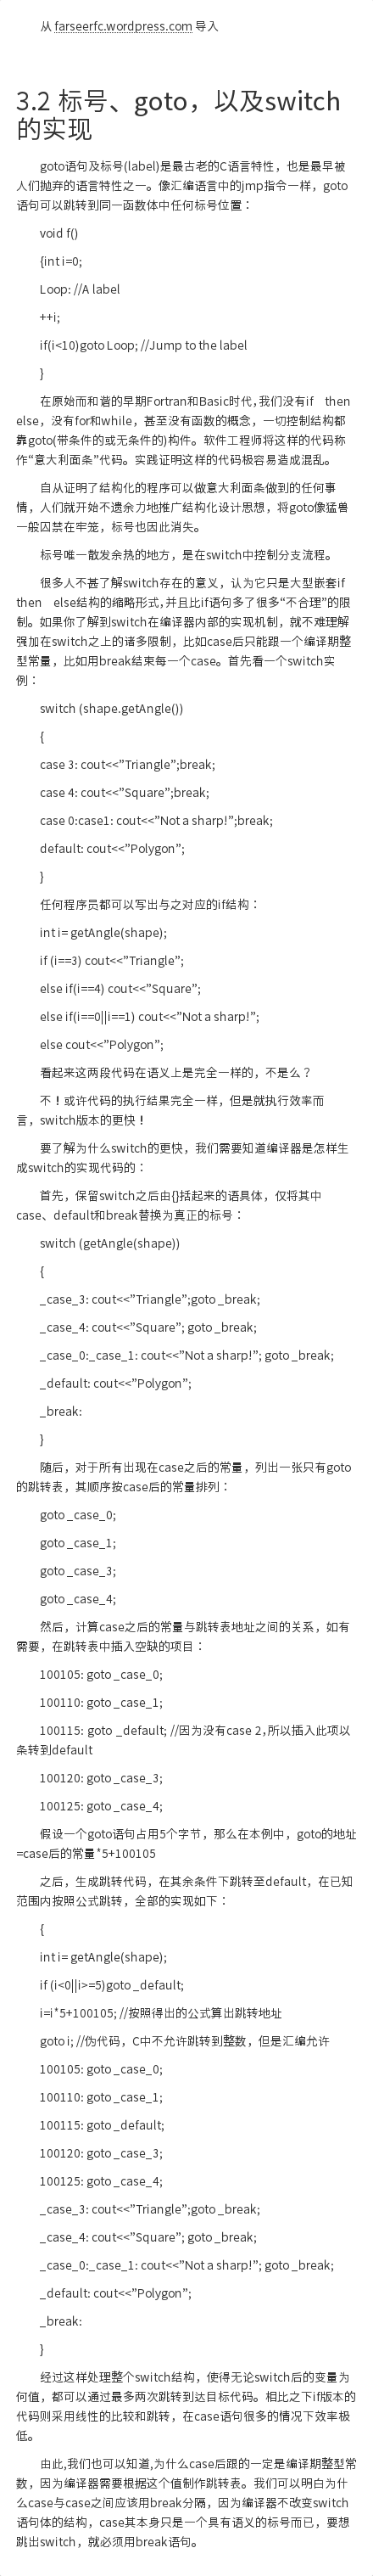 从 farseerfc.wordpress.com 导入
3.2 标号、goto，以及switch
的实现
goto语句及标号(label)是最古老的C语言特性，也是最早被
人们抛弃的语言特性之一。像汇编语言中的jmp指令一样，goto
语句可以跳转到同一函数体中任何标号位置：
void f()
{int i=0;
Loop: //A label
++i;
if(i<10)goto Loop; //Jump to the label
}
在原始而和谐的早期Fortran和Basic时代,我们没有if　then
else，没有for和while，甚至没有函数的概念，一切控制结构都
靠goto(带条件的或无条件的)构件。软件工程师将这样的代码称
作“意大利面条”代码。实践证明这样的代码极容易造成混乱。
自从证明了结构化的程序可以做意大利面条做到的任何事
情，人们就开始不遗余力地推广结构化设计思想，将goto像猛兽
一般囚禁在牢笼，标号也因此消失。
标号唯一散发余热的地方，是在switch中控制分支流程。
很多人不甚了解switch存在的意义，认为它只是大型嵌套if
then　else结构的缩略形式,并且比if语句多了很多“不合理”的限
制。如果你了解到switch在编译器内部的实现机制，就不难理解
强加在switch之上的诸多限制，比如case后只能跟一个编译期整
型常量，比如用break结束每一个case。首先看一个switch实
例：
switch (shape.getAngle())
{
case 3: cout<<”Triangle”;break;
case 4: cout<<”Square”;break;
case 0:case1: cout<<”Not a sharp!”;break;
default: cout<<”Polygon”;
}
任何程序员都可以写出与之对应的if结构：
int i= getAngle(shape);
if (i==3) cout<<”Triangle”;
else if(i==4) cout<<”Square”;
else if(i==0||i==1) cout<<”Not a sharp!”;
else cout<<”Polygon”;
看起来这两段代码在语义上是完全一样的，不是么？
不！或许代码的执行结果完全一样，但是就执行效率而
言，switch版本的更快！
要了解为什么switch的更快，我们需要知道编译器是怎样生
成switch的实现代码的：
首先，保留switch之后由{}括起来的语具体，仅将其中
case、default和break替换为真正的标号：
switch (getAngle(shape))
{
_case_3: cout<<”Triangle”;goto _break;
_case_4: cout<<”Square”; goto _break;
_case_0:_case_1: cout<<”Not a sharp!”; goto _break;
_default: cout<<”Polygon”;
_break:
}
随后，对于所有出现在case之后的常量，列出一张只有goto
的跳转表，其顺序按case后的常量排列：
goto _case_0;
goto _case_1;
goto _case_3;
goto _case_4;
然后，计算case之后的常量与跳转表地址之间的关系，如有
需要，在跳转表中插入空缺的项目：
100105: goto _case_0;
100110: goto _case_1;
100115: goto _default; //因为没有case 2,所以插入此项以
条转到default
100120: goto _case_3;
100125: goto _case_4;
假设一个goto语句占用5个字节，那么在本例中，goto的地址
=case后的常量*5+100105
之后，生成跳转代码，在其余条件下跳转至default，在已知
范围内按照公式跳转，全部的实现如下：
{
int i= getAngle(shape);
if (i<0||i>=5)goto _default;
i=i*5+100105; //按照得出的公式算出跳转地址
goto i; //伪代码，C中不允许跳转到整数，但是汇编允许
100105: goto _case_0;
100110: goto _case_1;
100115: goto _default;
100120: goto _case_3;
100125: goto _case_4;
_case_3: cout<<”Triangle”;goto _break;
_case_4: cout<<”Square”; goto _break;
_case_0:_case_1: cout<<”Not a sharp!”; goto _break;
_default: cout<<”Polygon”;
_break:
}
经过这样处理整个switch结构，使得无论switch后的变量为
何值，都可以通过最多两次跳转到达目标代码。相比之下if版本的
代码则采用线性的比较和跳转，在case语句很多的情况下效率极
低。
由此,我们也可以知道,为什么case后跟的一定是编译期整型常
数，因为编译器需要根据这个值制作跳转表。我们可以明白为什
么case与case之间应该用break分隔，因为编译器不改变switch
语句体的结构，case其本身只是一个具有语义的标号而已，要想
跳出switch，就必须用break语句。